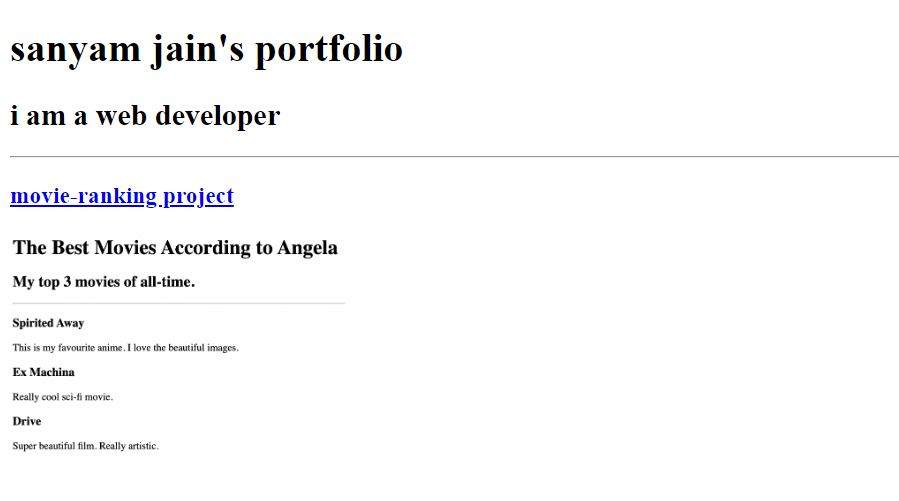 sanyam jain's portfolio
i am a web developer
movie-ranking project
The Best Movies According to Angela
My top 3 movies of all-time.
Spirited Away
This is my favourite anime. I love the beautiful images.
Ex Machina
Really cool sci-fi movie.
Drive
Super beautiful film. Really artistic.